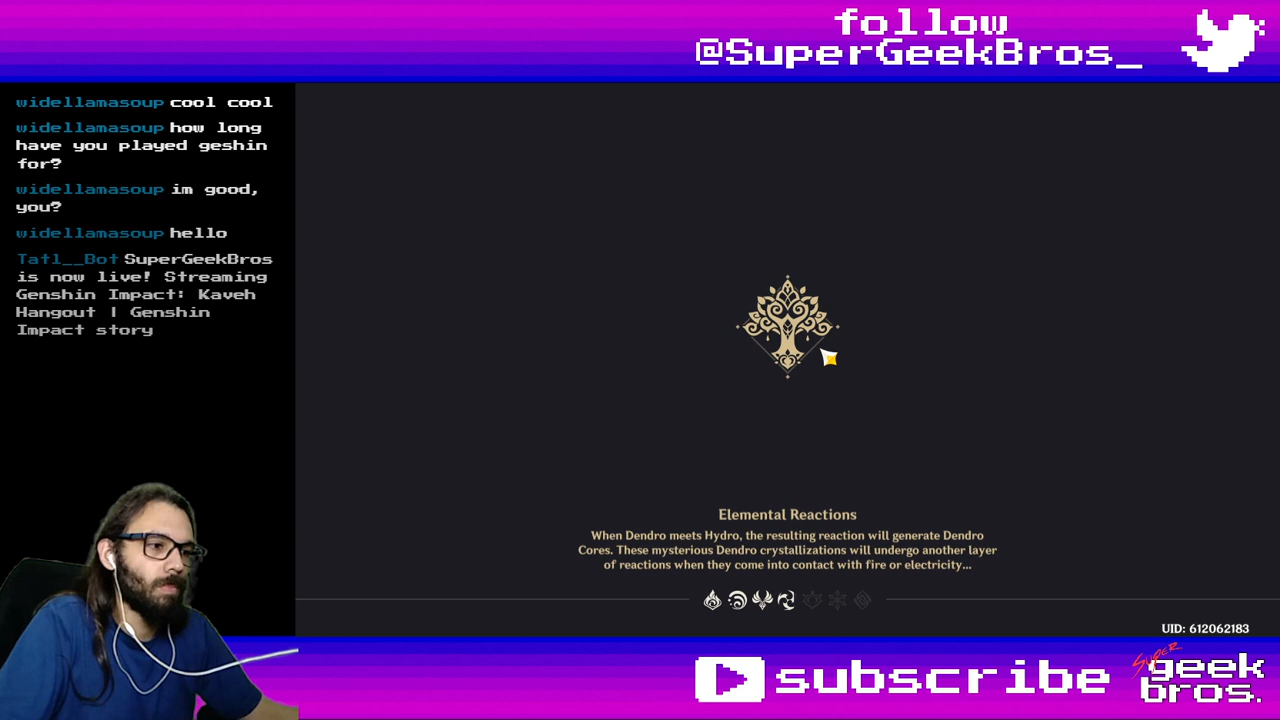 follow
@SuperGeekBros_
widellamasoup cool cool
widellamasoup how long
have you played geshin
for?
widellamasoup im good,
you?
widellamasoup hello
Tatl__Bot SuperGeekBros
is now live! Streaming
Genshin Impact: Kaveh
Hangout | Genshin
Impact story
Elemental Reactions
When Dendro meets Hydro, the resulting reaction will generate Dendro
Cores. These mysterious Dendro crystallizations will undergo another layer
of reactions when they come into contact with fire or electricity...
UID: 612062183
subscribe
SUPER
geek
bros.